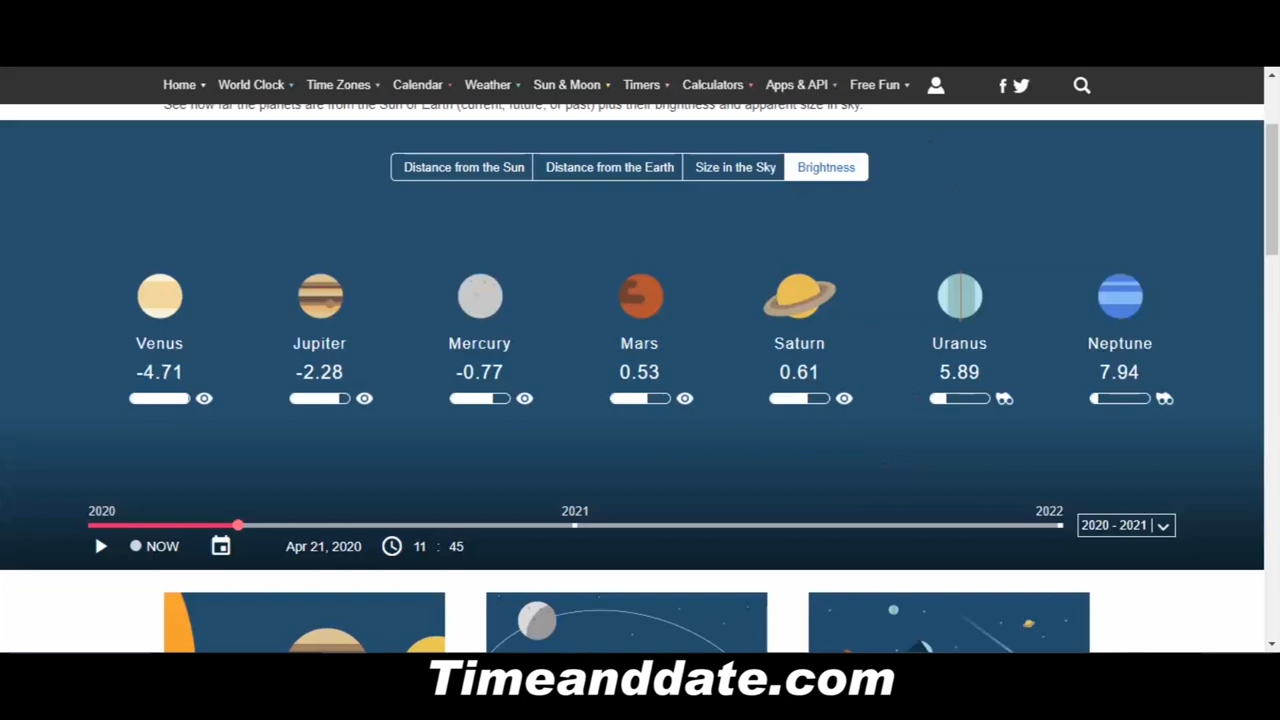 Home World Clock Time Zones Calendar Weather Sun & Moon Timers Calculators Apps & API Free Fun
See how far the planets are from the Sun or Earth (current, future, or past) plus their brightness and apparent size in sky.
Distance from the Sun Distance from the Earth Size in the Sky Brightness
Venus Jupiter Mercury Mars Saturn Uranus Neptune
-4.71 -2.28 -0.77 0.53 0.61 5.89 7.94
2020 2021 2022
2020 - 2021
NOW Apr 21, 2020 11 : 45
Timeanddate.com